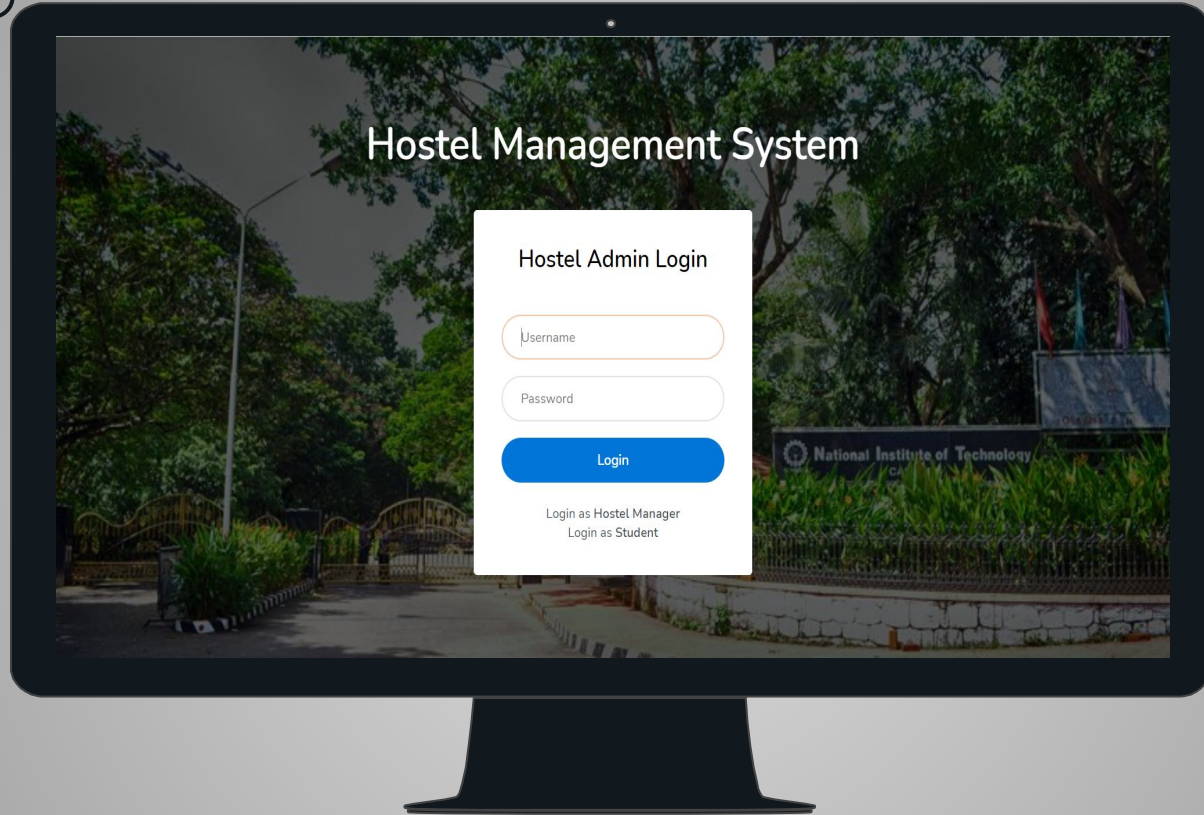 Hostel Management System
Hostel Admin Login
Username
Password
Login
Login as Hostel Manager
Login as Student
National Institute of Technology